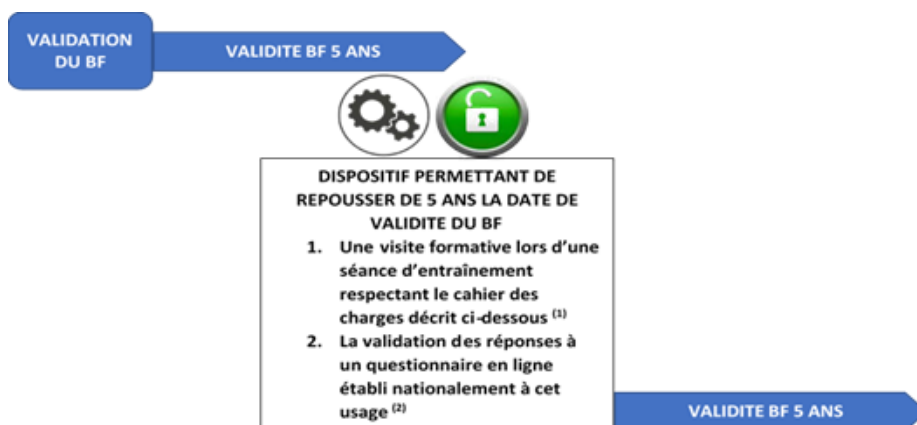 VALIDATION
DU BF
VALIDITE BF 5 ANS
DISPOSITIF PERMETTANT DE
REPOUSSER DE 5 ANS LA DATE DE
VALIDITE DU BF
1. Une visite formative lors d'une
séance d'entraînement
respectant le cahier des
charges décrit ci-dessous (1)
2. La validation des réponses à
un questionnaire en ligne
établi nationalement à cet
usage (2)
VALIDITE BF 5 ANS